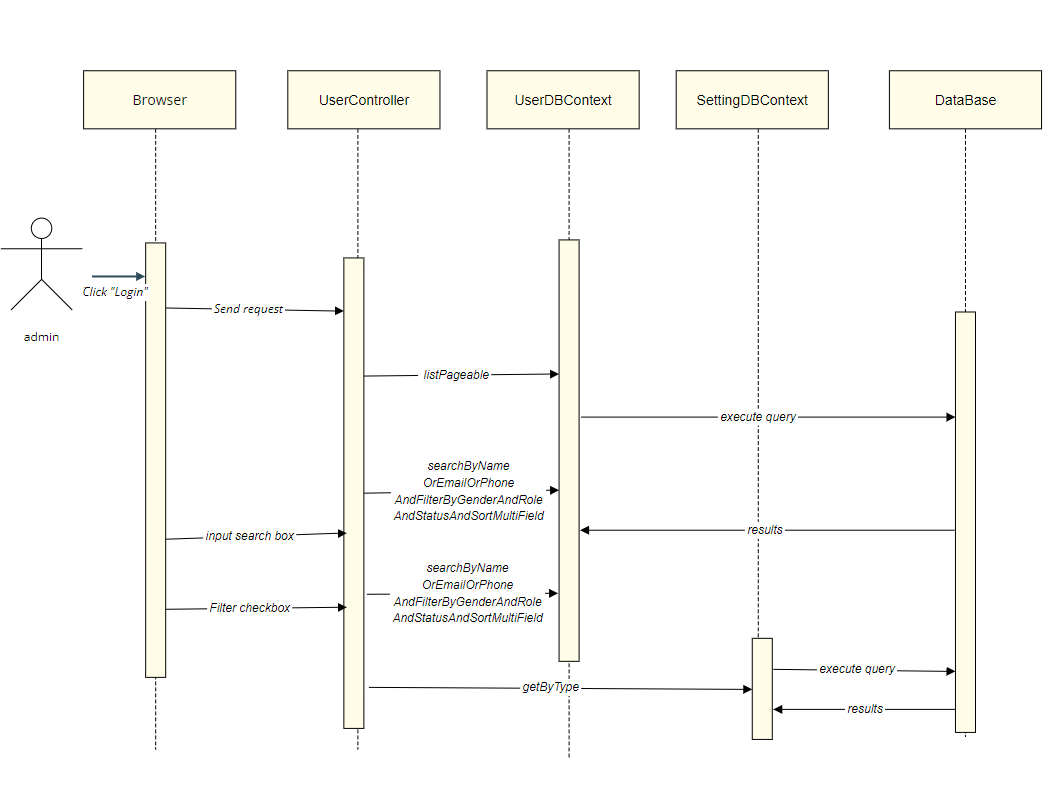 Browser
UserController
UserDBContext
SettingDBContext
DataBase
Click "Login"
admin
Send request
listPageable
execute query
searchByName
OrEmailOrPhone
AndFilterByGenderAndRole
AndStatusAndSortMultiField
input search box
results
searchByName
OrEmailOrPhone
AndFilterByGenderAndRole
AndStatusAndSortMultiField
Filter checkbox
execute query
getByType
results